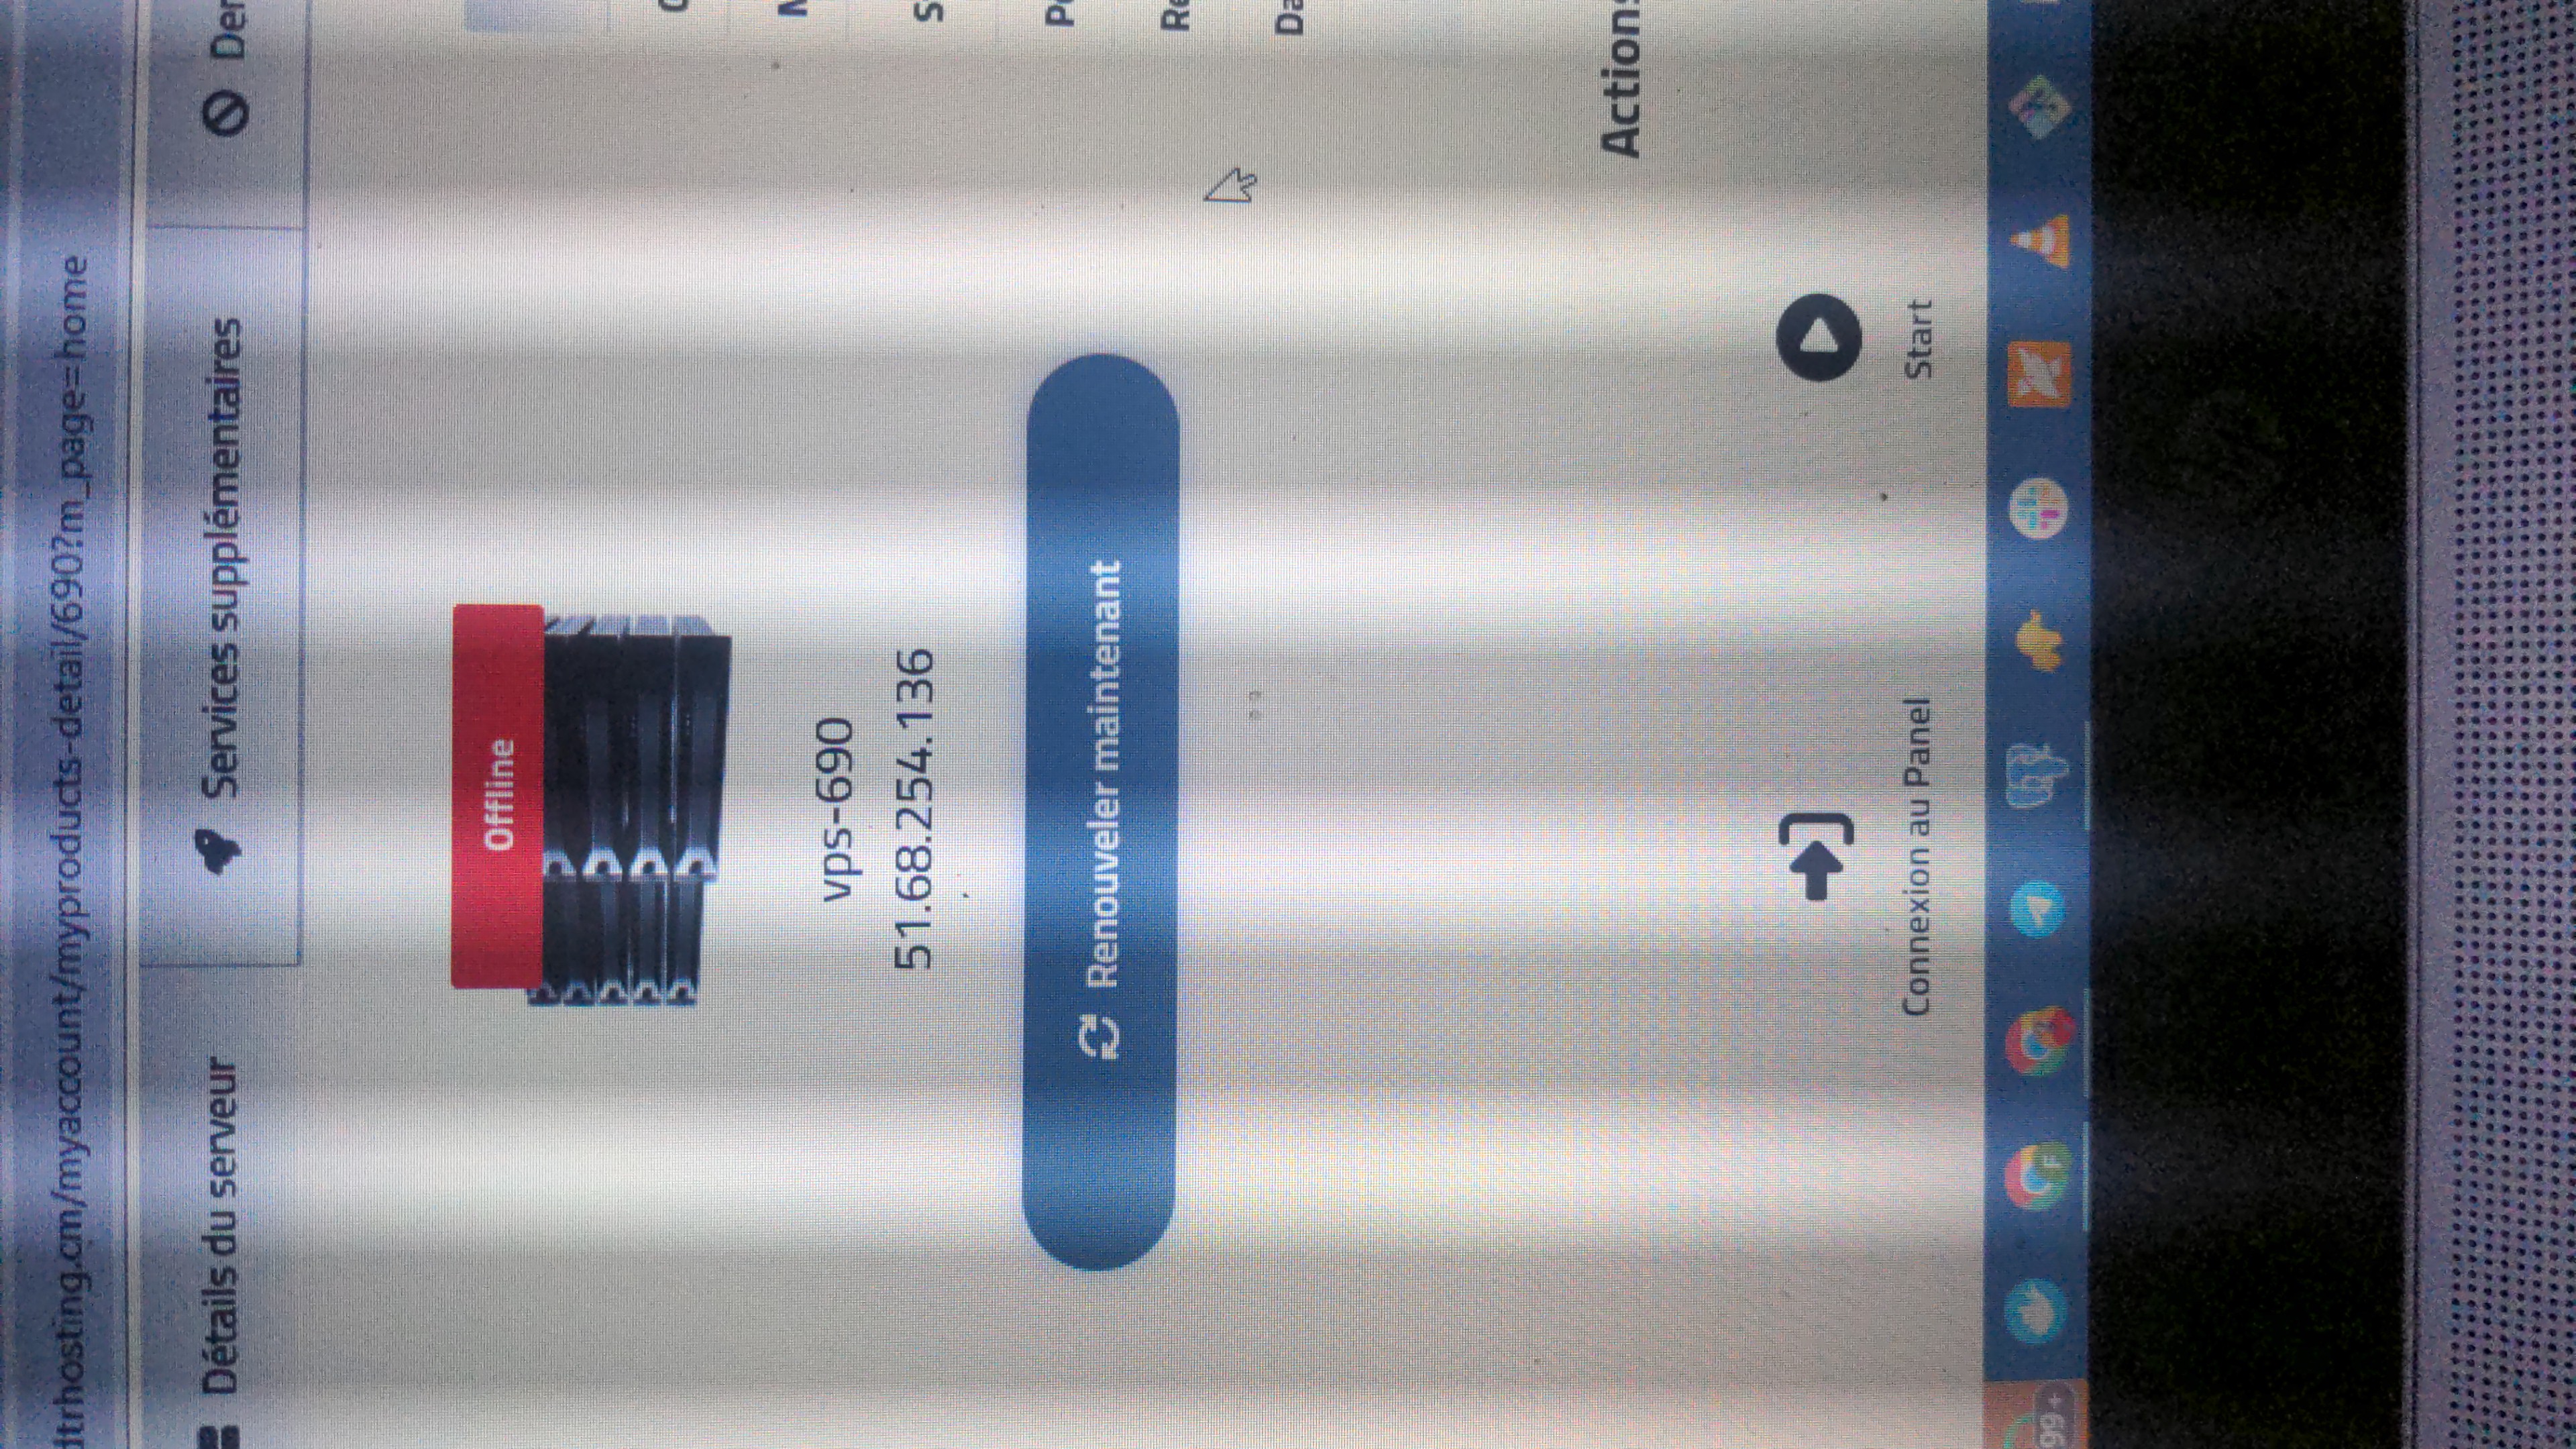 dtrhosting.cm/myaccount/myproducts-detail/690?m_page=home
Détails du serveur
Services supplémentaires
Offline
vps-690
51.68.254.136
Renouveler maintenant
Actions
Connexion au Panel
Start
99+
F